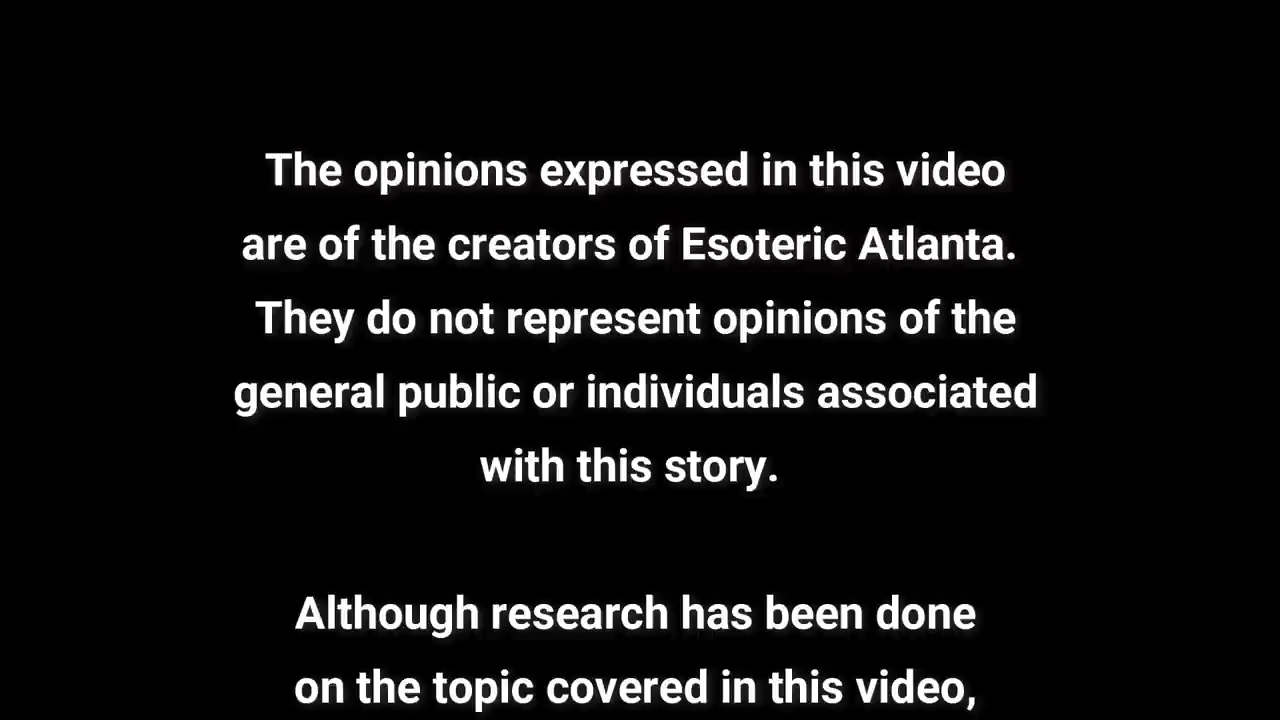 The opinions expressed in this video
are of the creators of Esoteric Atlanta.
They do not represent opinions of the
general public or individuals associated
with this story.
Although research has been done
on the topic covered in this video,